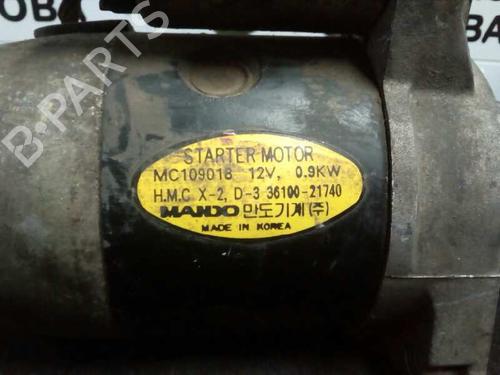 STARTER MOTOR
MC109018 12V, 0.9KW
H.M.C X-2, D-3 36100-21740
MANDO 만도기계(주)
MADE IN KOREA
B-PARTS